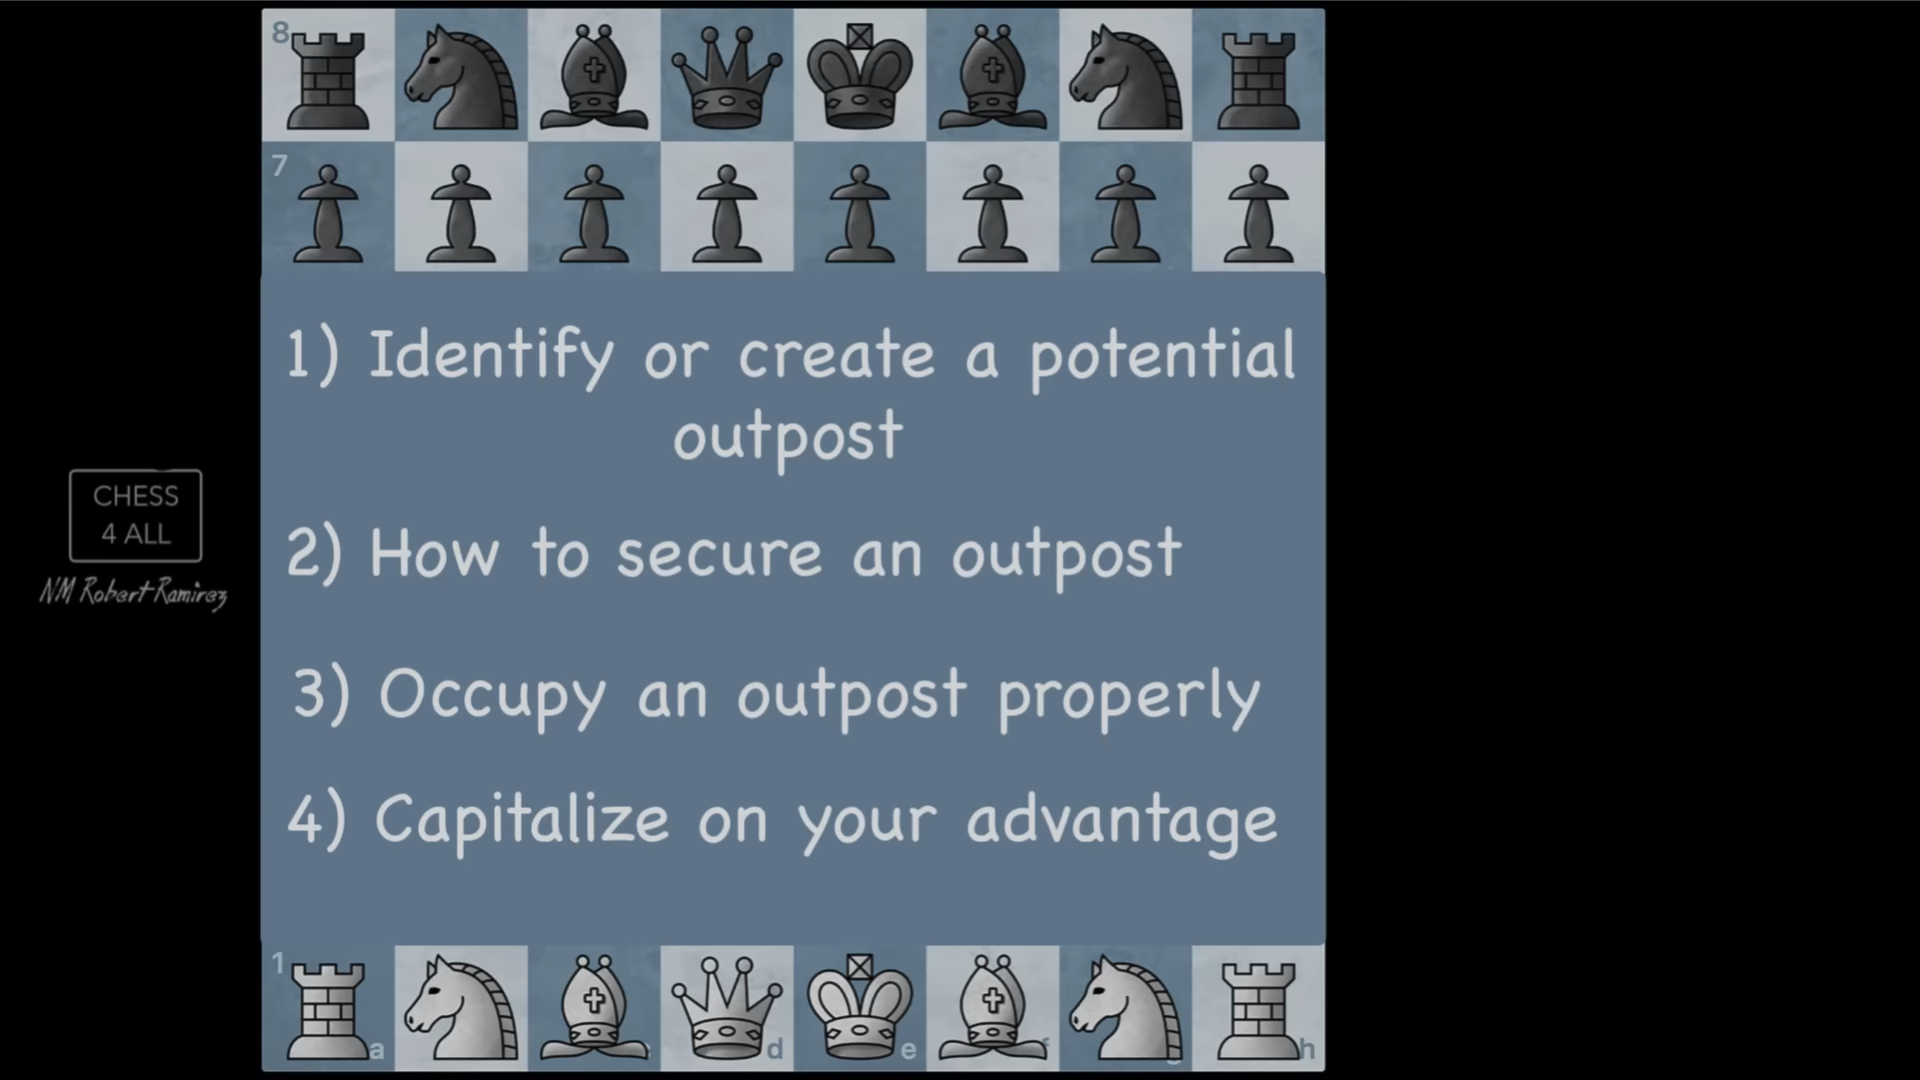 8
7
1) Identify or create a potential
outpost
2) How to secure an outpost
CHESS
4 ALL
NM Robert Ramirez
3) Occupy an outpost properly
4) Capitalize on your advantage
1
a
d
e
f
h